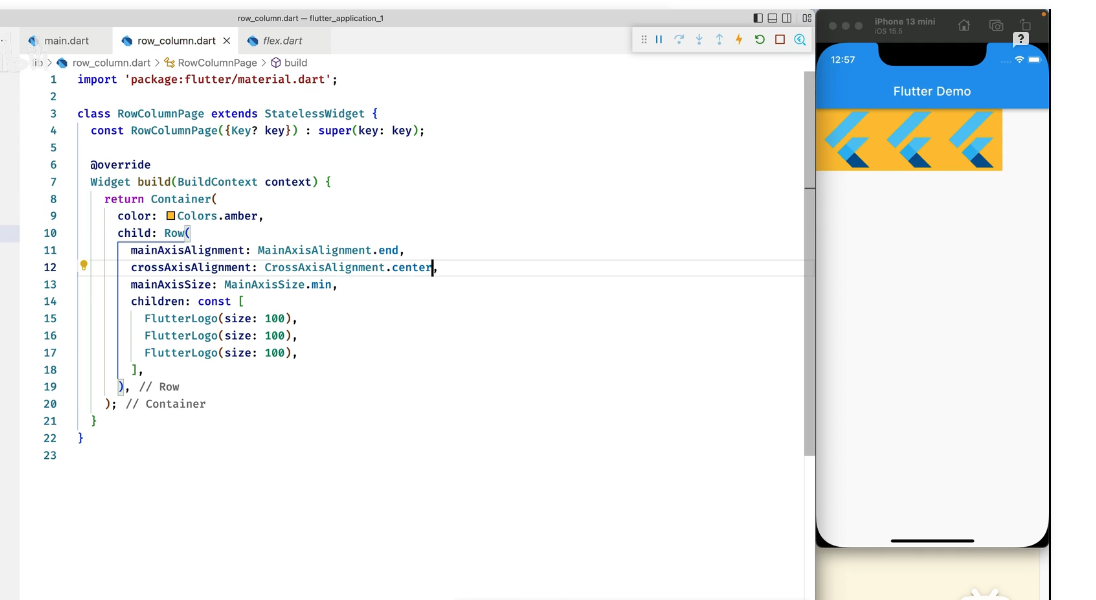 row_column.dart — flutter_application_1
main.dart
row_column.dart
flex.dart
lib > row_column.dart > RowColumnPage > build
1 import 'package:flutter/material.dart';
2
3 class RowColumnPage extends StatelessWidget {
4 const RowColumnPage({Key? key}) : super(key: key);
5
6 @override
7 Widget build(BuildContext context) {
8 return Container(
9 color: Colors.amber,
10 child: Row(
11 mainAxisAlignment: MainAxisAlignment.end,
12 crossAxisAlignment: CrossAxisAlignment.center,
13 mainAxisSize: MainAxisSize.min,
14 children: const [
15 FlutterLogo(size: 100),
16 FlutterLogo(size: 100),
17 FlutterLogo(size: 100),
18 ],
19 ), // Row
20 ); // Container
21 }
22 }
23
iPhone 13 mini
iOS 15.5
?
12:57
Flutter Demo